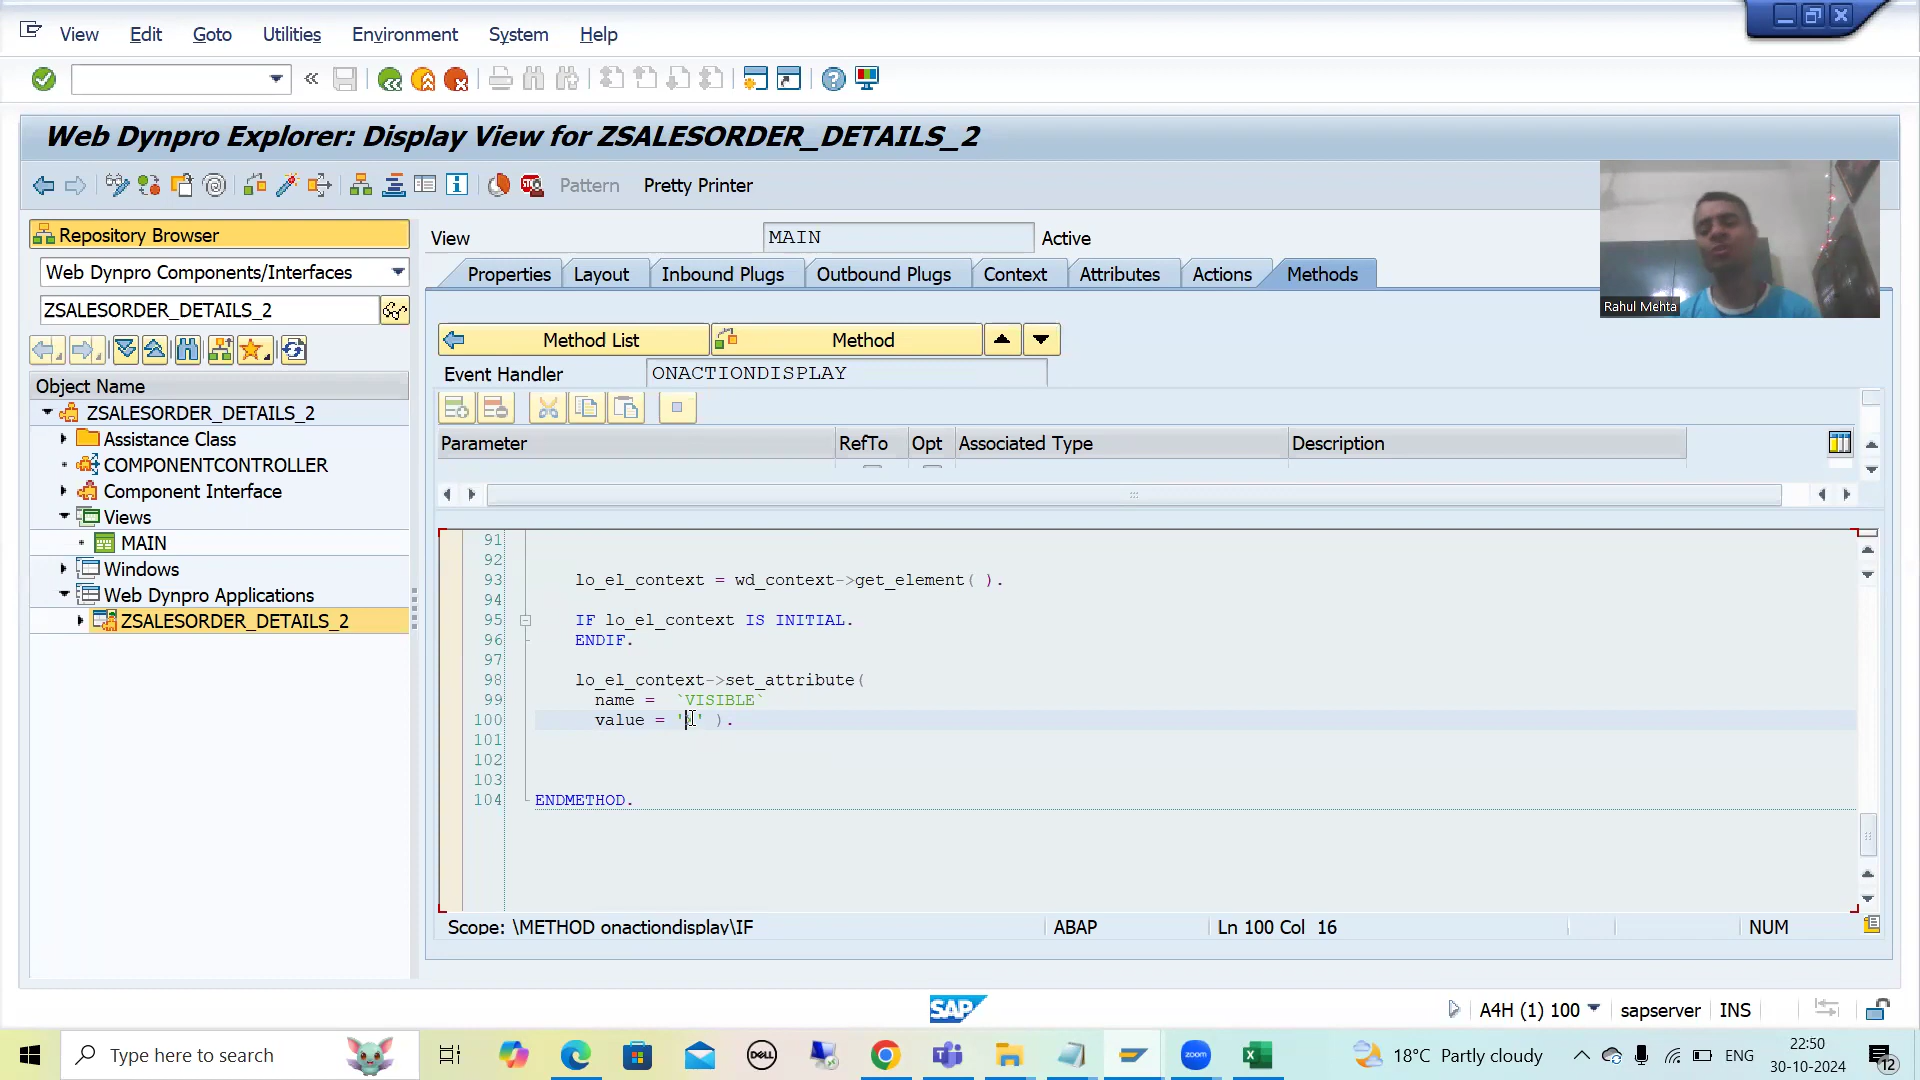 View Edit Goto Utilities Environment System Help
Web Dynpro Explorer: Display View for ZSALESORDER_DETAILS_2
Pattern Pretty Printer
Repository Browser
Web Dynpro Components/Interfaces
ZSALESORDER_DETAILS_2
Object Name
ZSALESORDER_DETAILS_2
Assistance Class
COMPONENTCONTROLLER
Component Interface
Views
MAIN
Windows
Web Dynpro Applications
ZSALESORDER_DETAILS_2
View MAIN Active
Properties Layout Inbound Plugs Outbound Plugs Context Attributes Actions Methods
Method List Method
Event Handler ONACTIONDISPLAY
Parameter RefTo Opt Associated Type Description
91
92
93 lo_el_context = wd_context->get_element( ).
94
95 IF lo_el_context IS INITIAL.
96 ENDIF.
97
98 lo_el_context->set_attribute(
99 name = `VISIBLE`
100 value = ' ' ).
101
102
103
104 ENDMETHOD.
Scope: \METHOD onactiondisplay\IF ABAP Ln 100 Col 16 NUM
Rahul Mehta
SAP A4H (1) 100 sapserver INS
Type here to search
DELL
zoom
18°C Partly cloudy
ENG
22:50
30-10-2024
12